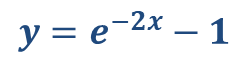 y = e⁻²ˣ − 1